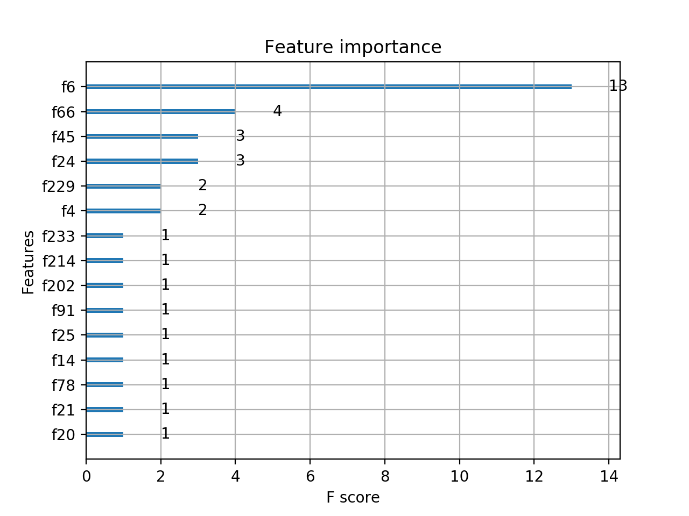 Feature importance
f6 13
f66 4
f45 3
f24 3
f229 2
f4 2
f233 1
f214 1
f202 1
f91 1
f25 1
f14 1
f78 1
f21 1
f20 1
Features
0 2 4 6 8 10 12 14
F score